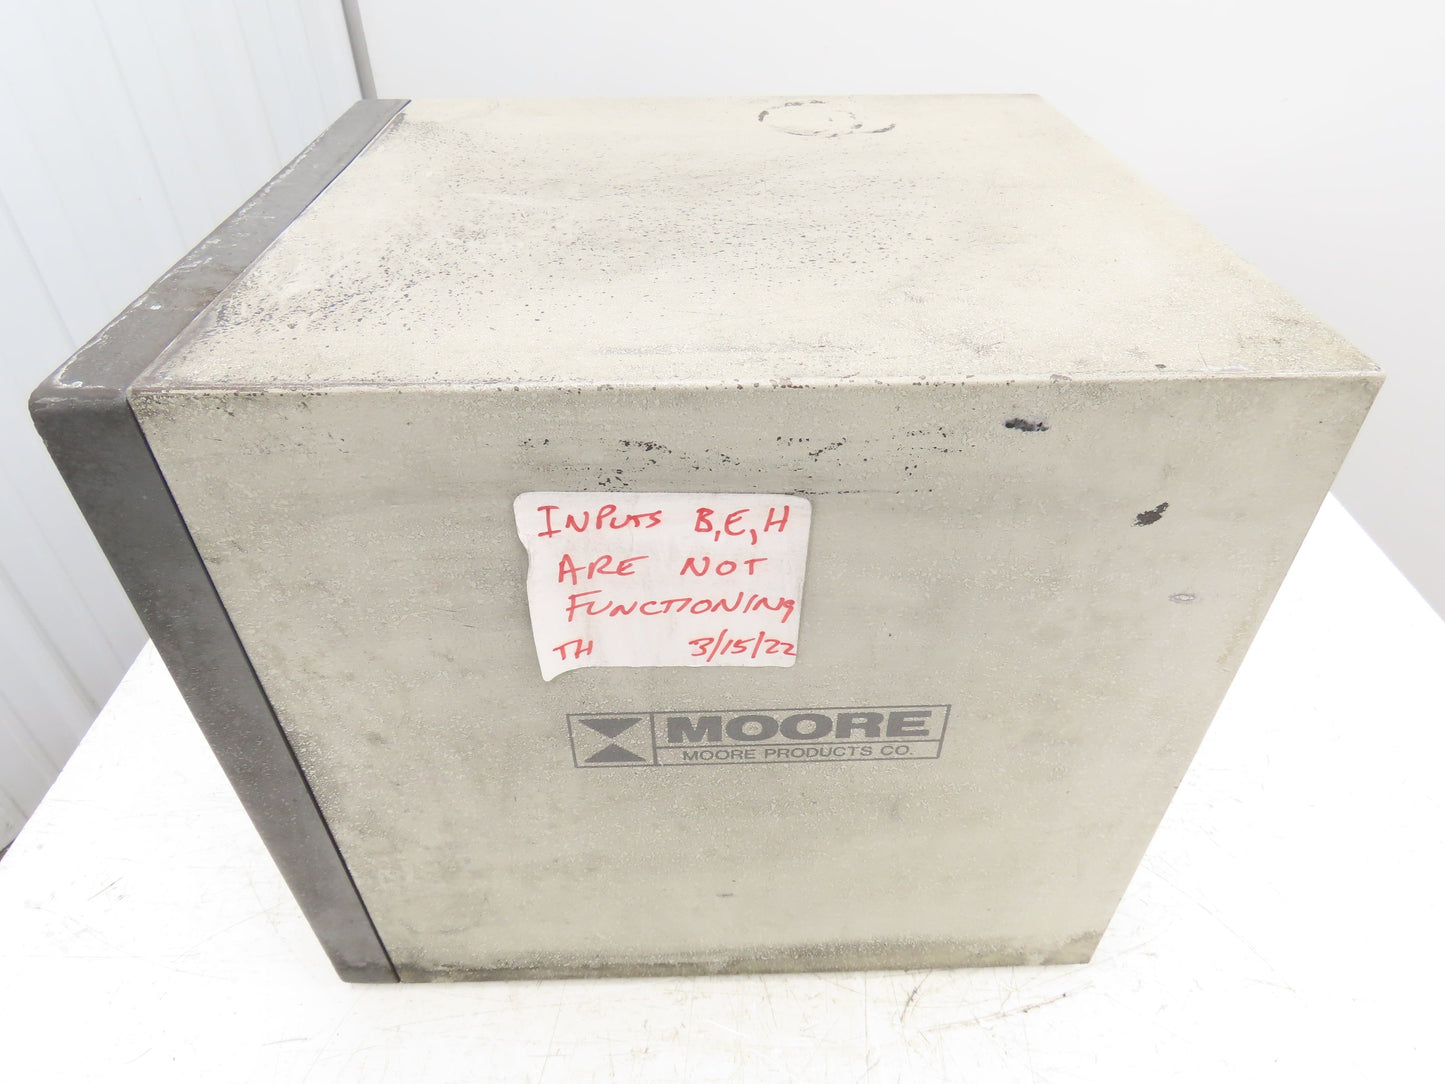 INPUTS B, E, H
ARE NOT
FUNCTIONING
TH 3/15/22
MOORE
MOORE PRODUCTS CO.